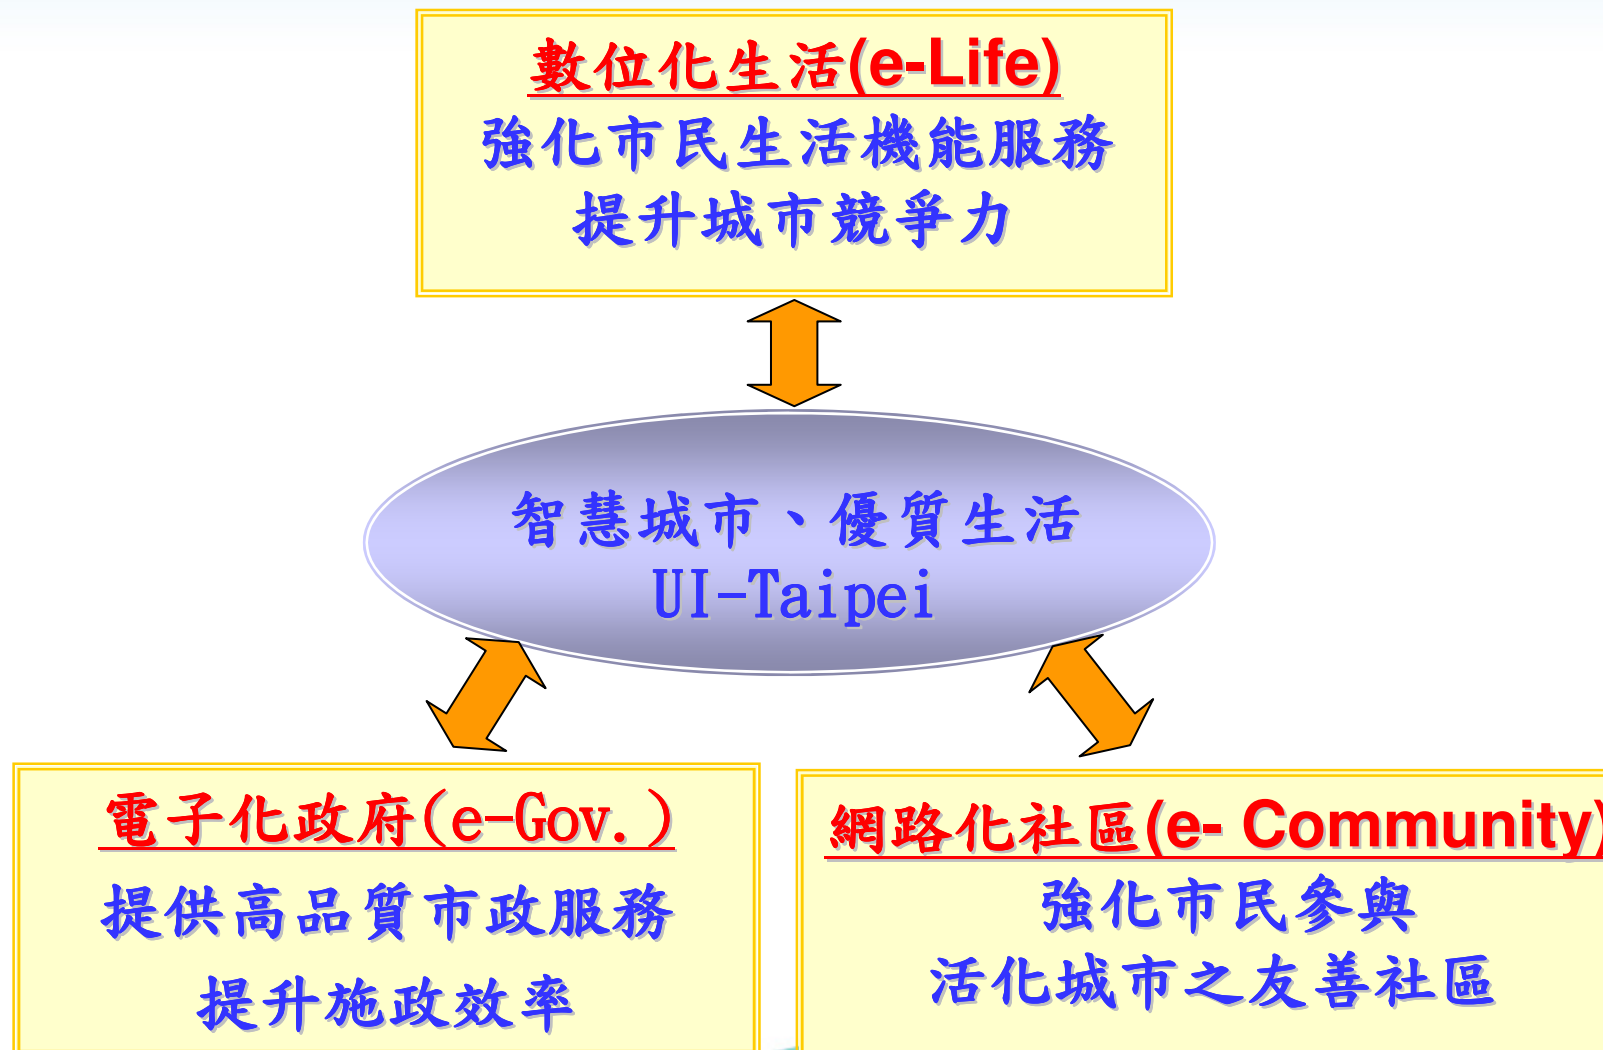 數位化生活(e-Life)
強化市民生活機能服務
提升城市競爭力
智慧城市、優質生活
UI-Taipei
電子化政府(e-Gov.)
提供高品質市政服務
提升施政效率
網路化社區(e- Community)
強化市民參與
活化城市之友善社區